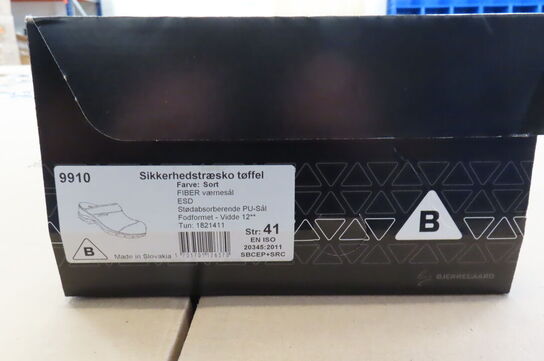 9910
Sikkerhedstræsko tøffel
Farve: Sort
FIBER værnesål
ESD
Stødabsorberende PU-Sål
Fodformet - Vidde 12**
Tun: 1821411
Str: 41
EN ISO
20345:2011
SBCEP+SRC
B
Made in Slovakia
B
BJERREGAARD